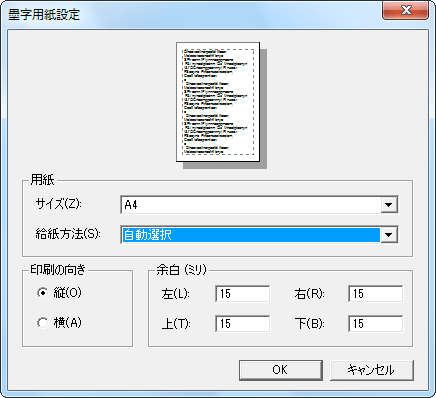 墨字用紙設定
用紙
サイズ(Z):
A4
給紙方法(S):
自動選択
印刷の向き
縦(O)
横(A)
余白 (ミリ)
左(L): 15 右(R): 15
上(T): 15 下(B): 15
OK キャンセル